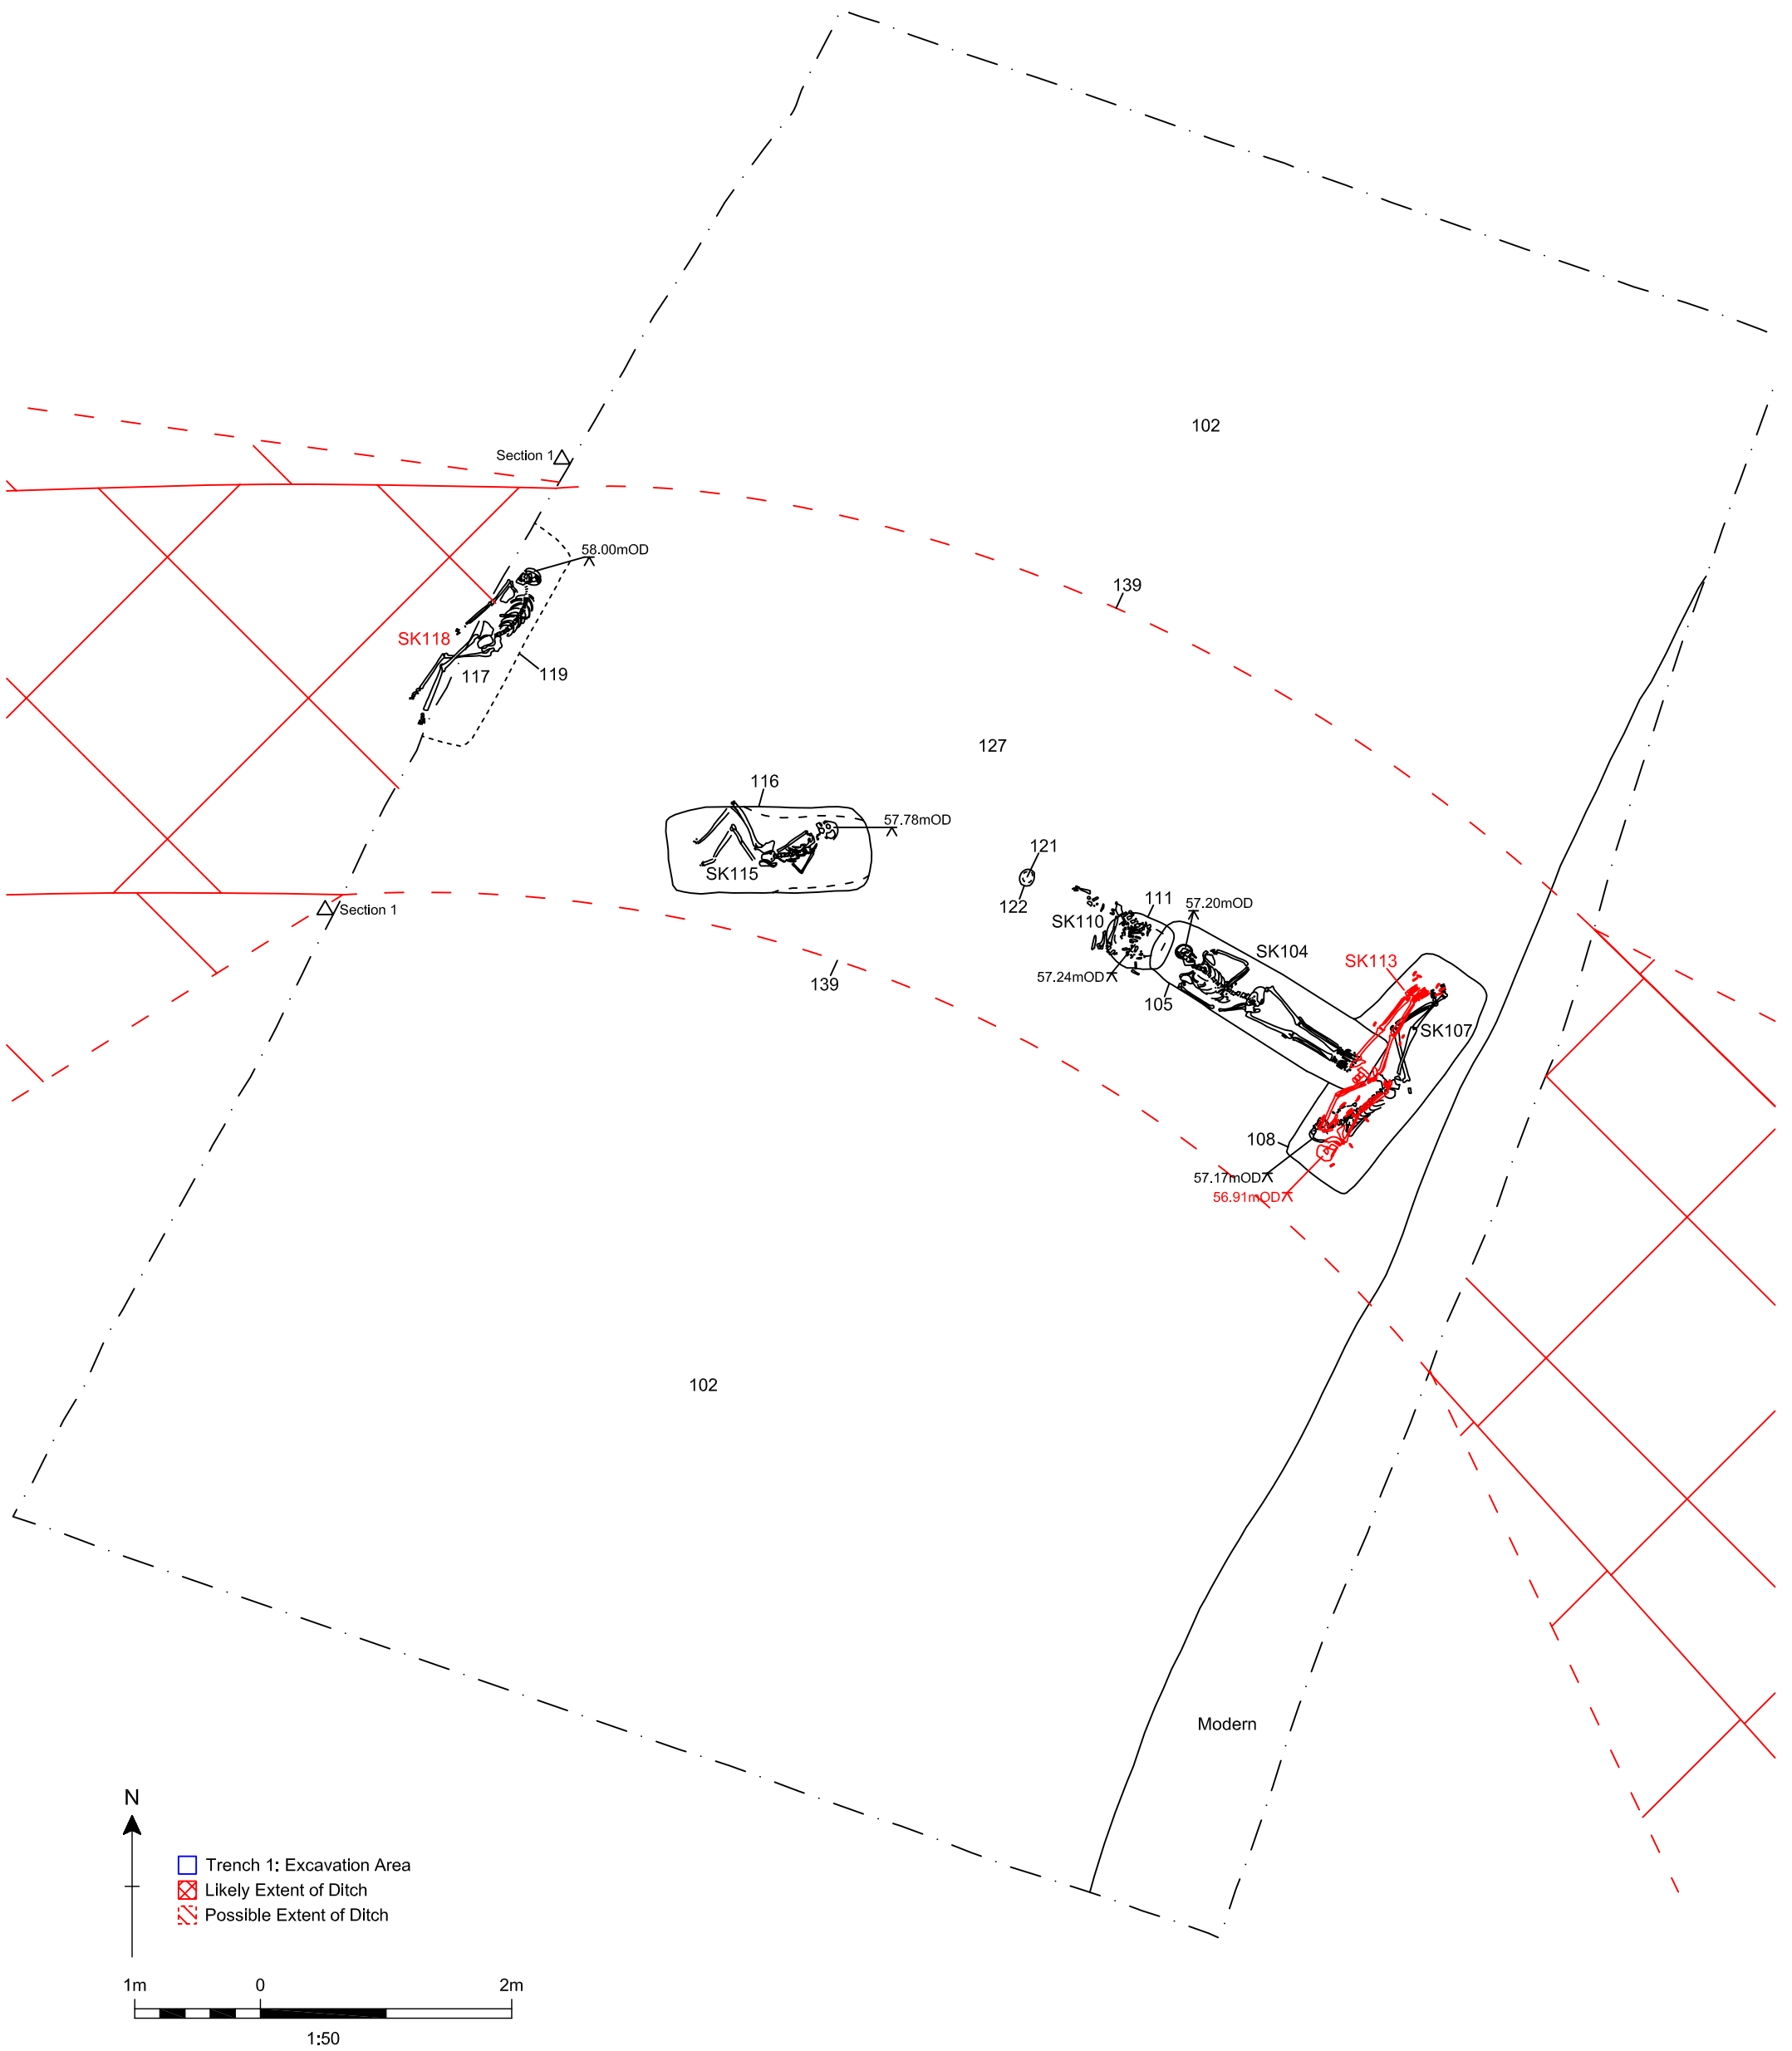 102
Section 1
58.00mOD
139
SK118
117
119
127
116
57.78mOD
SK115
121
122
111
57.20mOD
SK110
SK104
57.24mOD
105
SK113
SK107
Section 1
139
108
57.17mOD
56.91mOD
102
Modern
N
Trench 1: Excavation Area
Likely Extent of Ditch
Possible Extent of Ditch
1m 0 2m
1:50